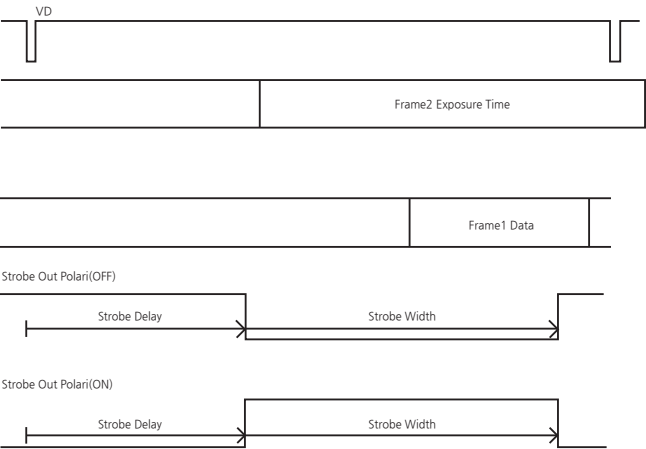 VD
Frame2 Exposure Time
Frame1 Data
Strobe Out Polari(OFF)
Strobe Delay
Strobe Width
Strobe Out Polari(ON)
Strobe Delay
Strobe Width